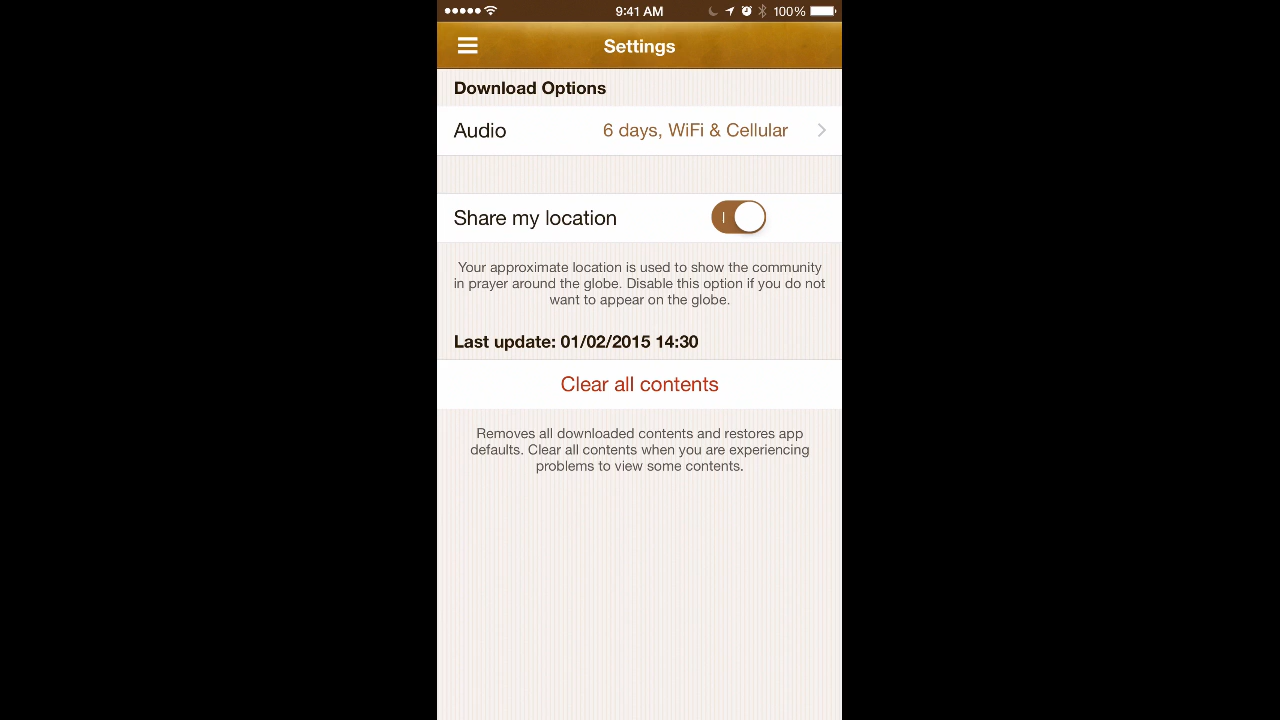 9:41 AM 100%
Settings
Download Options
Audio 6 days, WiFi & Cellular
Share my location
Your approximate location is used to show the community
in prayer around the globe. Disable this option if you do not
want to appear on the globe.
Last update: 01/02/2015 14:30
Clear all contents
Removes all downloaded contents and restores app
defaults. Clear all contents when you are experiencing
problems to view some contents.